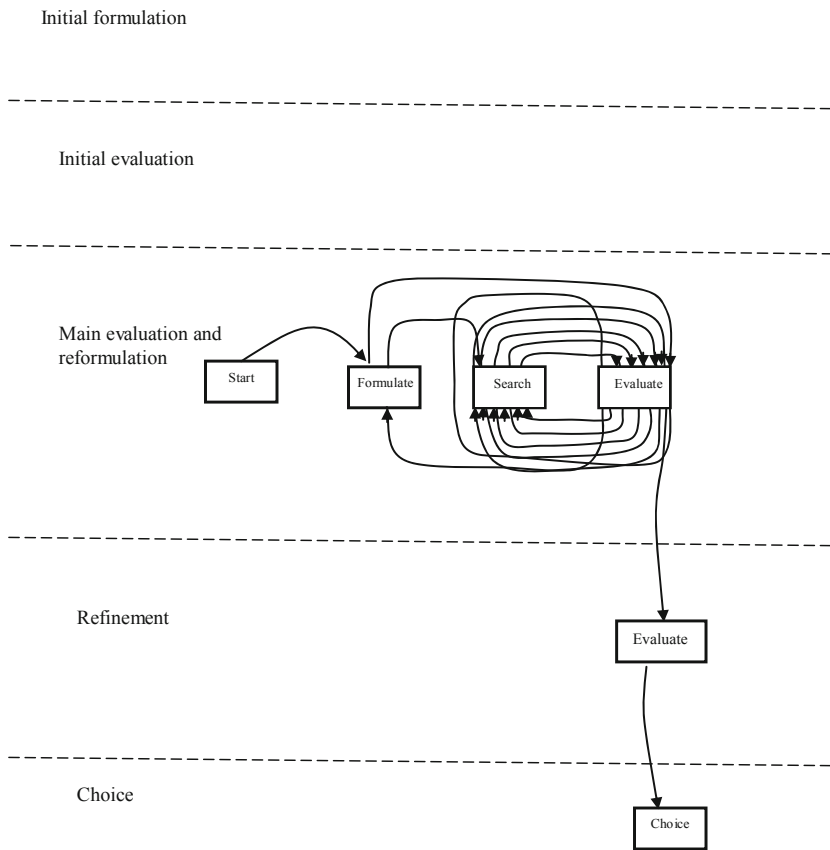 Initial formulation
Initial evaluation
Main evaluation and
reformulation
Start
Formulate
Search
Evaluate
Refinement
Evaluate
Choice
Choice